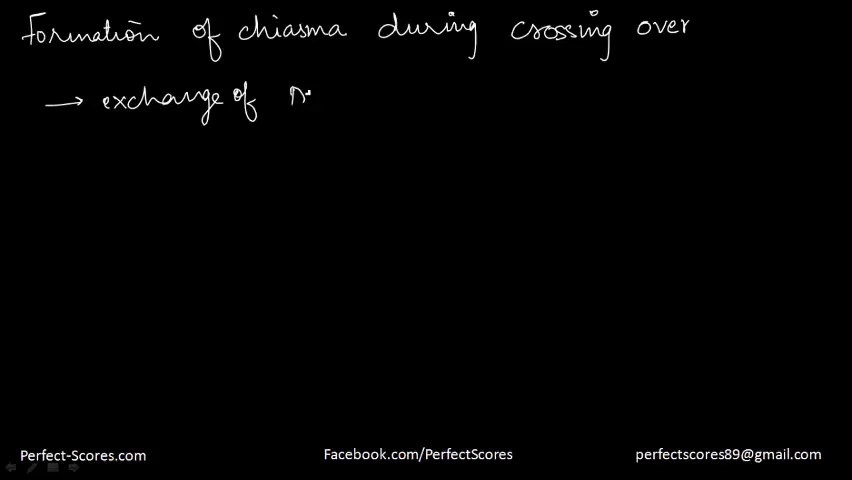 Formation of chiasma during crossing over
→ exchange of
Perfect-Scores.com Facebook.com/PerfectScores perfectscores89@gmail.com